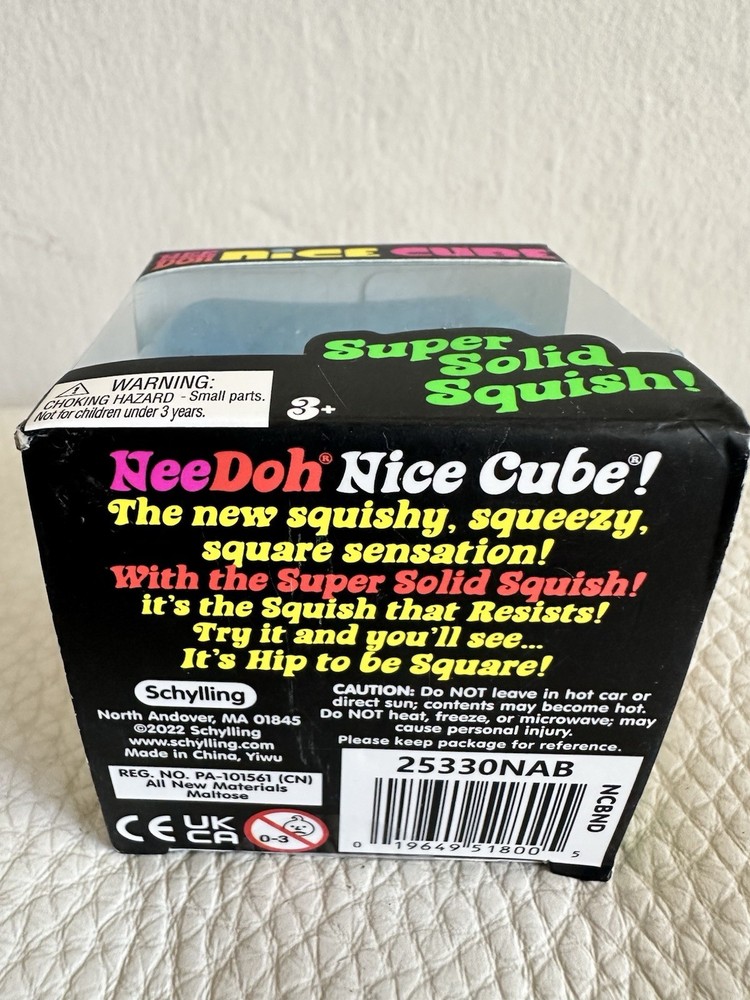 NEE DOH NiCE CUBE
Super
Solid
Squish!
WARNING:
CHOKING HAZARD - Small parts.
Not for children under 3 years.
3+
NeeDoh® Nice Cube®!
The new squishy, squeezy,
square sensation!
With the Super Solid Squish!
it's the Squish that Resists!
Try it and you'll see...
It's Hip to be Square!
Schylling
North Andover, MA 01845
©2022 Schylling
www.schylling.com
Made in China, Yiwu
CAUTION: Do NOT leave in hot car or
direct sun; contents may become hot.
Do NOT heat, freeze, or microwave; may
cause personal injury.
Please keep package for reference.
REG. NO. PA-101561 (CN)
All New Materials
Maltose
CE UK
CA
0-3
25330NAB
0 19649 51800 5
NCBND